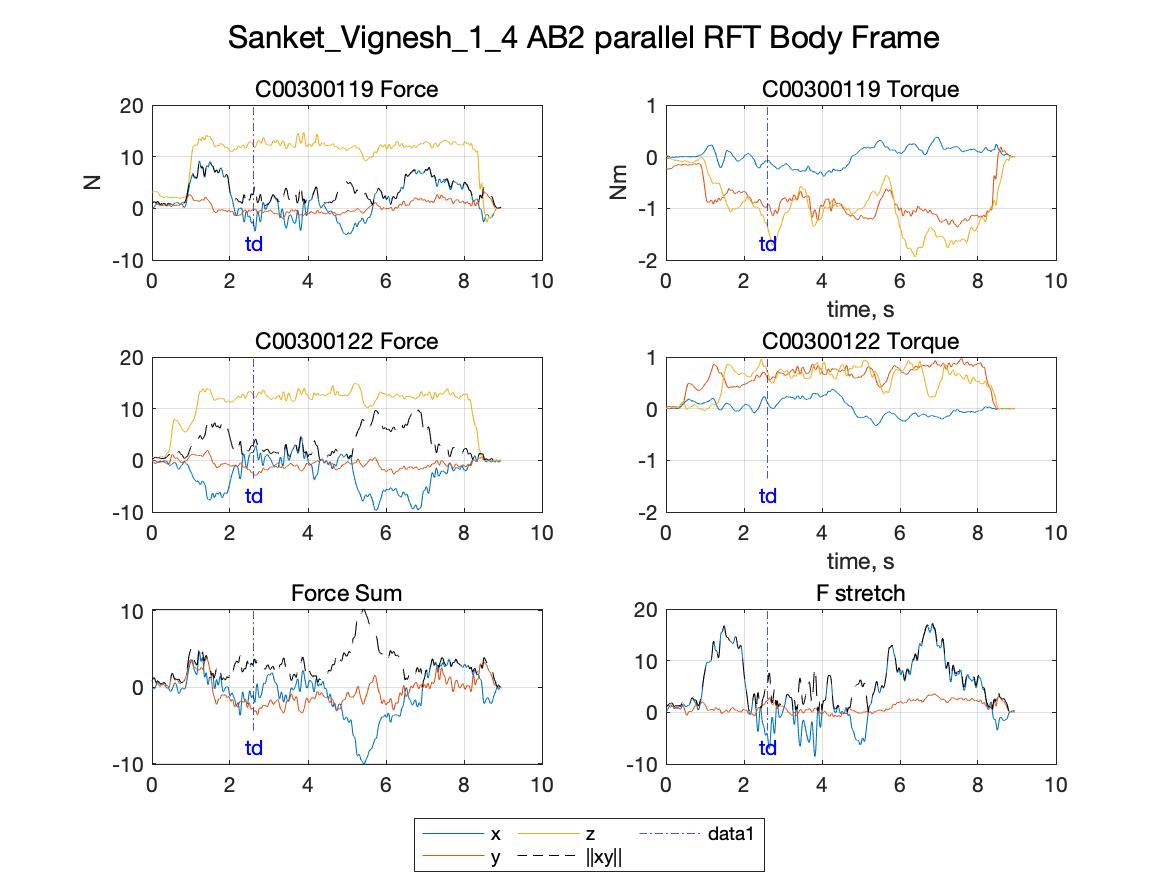 Sanket_Vignesh_1_4 AB2 parallel RFT Body Frame
C00300119 Force
20
10
0
-10
N
td
0 2 4 6 8 10
C00300119 Torque
1
0
-1
-2
Nm
td
0 2 4 6 8 10
time, s
C00300122 Force
20
10
0
-10
td
0 2 4 6 8 10
C00300122 Torque
1
0
-1
-2
td
0 2 4 6 8 10
time, s
Force Sum
10
0
-10
td
0 2 4 6 8 10
F stretch
20
10
0
-10
td
0 2 4 6 8 10
x z data1
y ||xy||